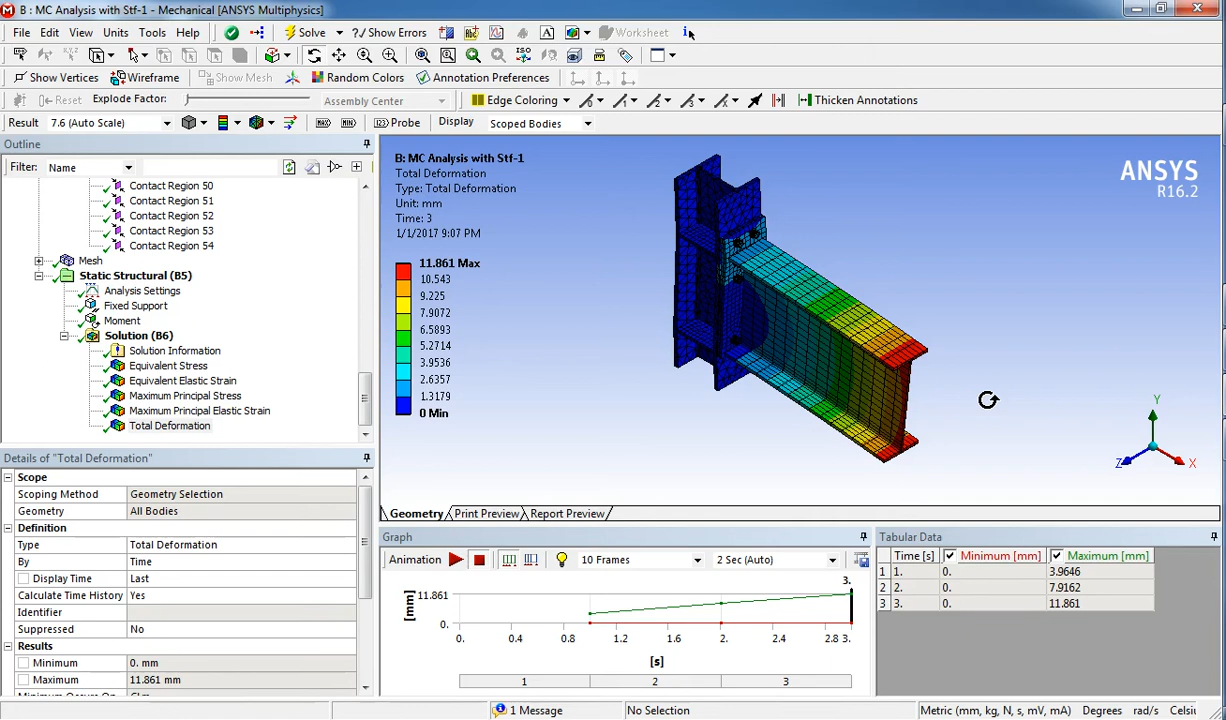 B : MC Analysis with Stf-1 - Mechanical [ANSYS Multiphysics]
File Edit View Units Tools Help Solve ?/ Show Errors Worksheet
Show Vertices Wireframe Show Mesh Random Colors Annotation Preferences
Reset Explode Factor: Assembly Center Edge Coloring Thicken Annotations
Result 7.6 (Auto Scale) MAX MIN Probe Display Scoped Bodies
Outline
Filter: Name
Contact Region 50
Contact Region 51
Contact Region 52
Contact Region 53
Contact Region 54
Mesh
Static Structural (B5)
Analysis Settings
Fixed Support
Moment
Solution (B6)
Solution Information
Equivalent Stress
Equivalent Elastic Strain
Maximum Principal Stress
Maximum Principal Elastic Strain
Total Deformation
Details of "Total Deformation"
Scope
Scoping Method Geometry Selection
Geometry All Bodies
Definition
Type Total Deformation
By Time
Display Time Last
Calculate Time History Yes
Identifier
Suppressed No
Results
Minimum 0. mm
Maximum 11.861 mm
B: MC Analysis with Stf-1
Total Deformation
Type: Total Deformation
Unit: mm
Time: 3
1/1/2017 9:07 PM
11.861 Max
10.543
9.225
7.9072
6.5893
5.2714
3.9536
2.6357
1.3179
0 Min
ANSYS
R16.2
Y
Z X
Geometry Print Preview Report Preview
Graph
Animation 10 Frames 2 Sec (Auto)
3.
11.861
[mm]
0.
0. 0.4 0.8 1.2 1.6 2. 2.4 2.8 3.
[s]
1 2 3
Tabular Data
Time [s] Minimum [mm] Maximum [mm]
1 1. 0. 3.9646
2 2. 0. 7.9162
3 3. 0. 11.861
1 Message No Selection Metric (mm, kg, N, s, mV, mA) Degrees rad/s Celsi